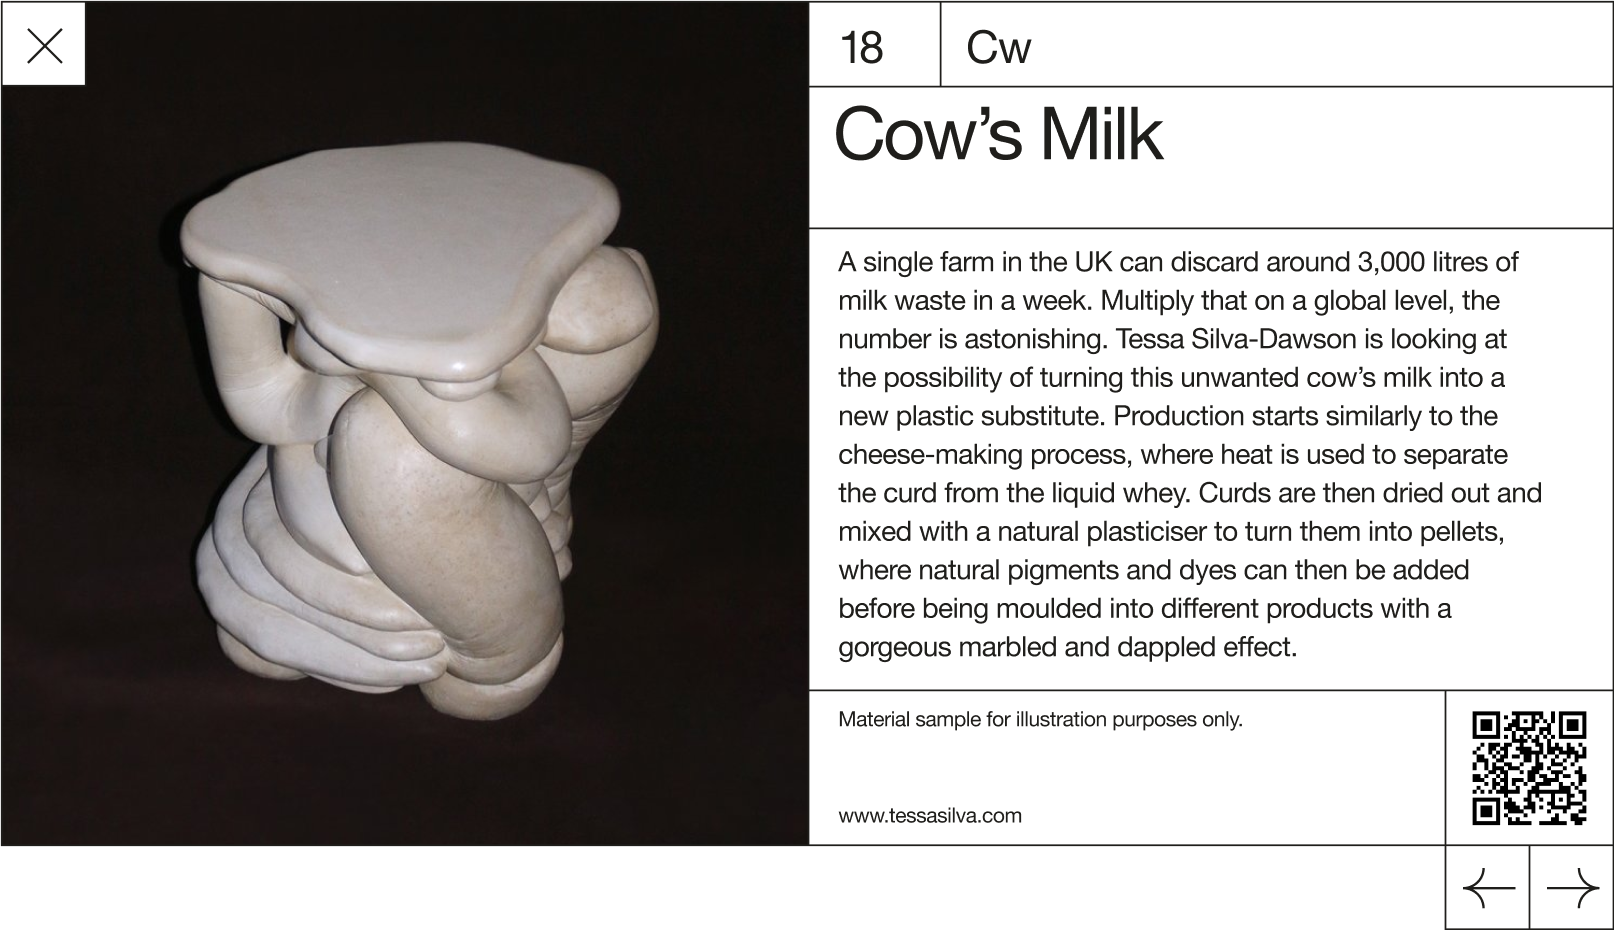 18
Cw
Cow’s Milk
A single farm in the UK can discard around 3,000 litres of
milk waste in a week. Multiply that on a global level, the
number is astonishing. Tessa Silva-Dawson is looking at
the possibility of turning this unwanted cow’s milk into a
new plastic substitute. Production starts similarly to the
cheese-making process, where heat is used to separate
the curd from the liquid whey. Curds are then dried out and
mixed with a natural plasticiser to turn them into pellets,
where natural pigments and dyes can then be added
before being moulded into different products with a
gorgeous marbled and dappled effect.
Material sample for illustration purposes only.
www.tessasilva.com